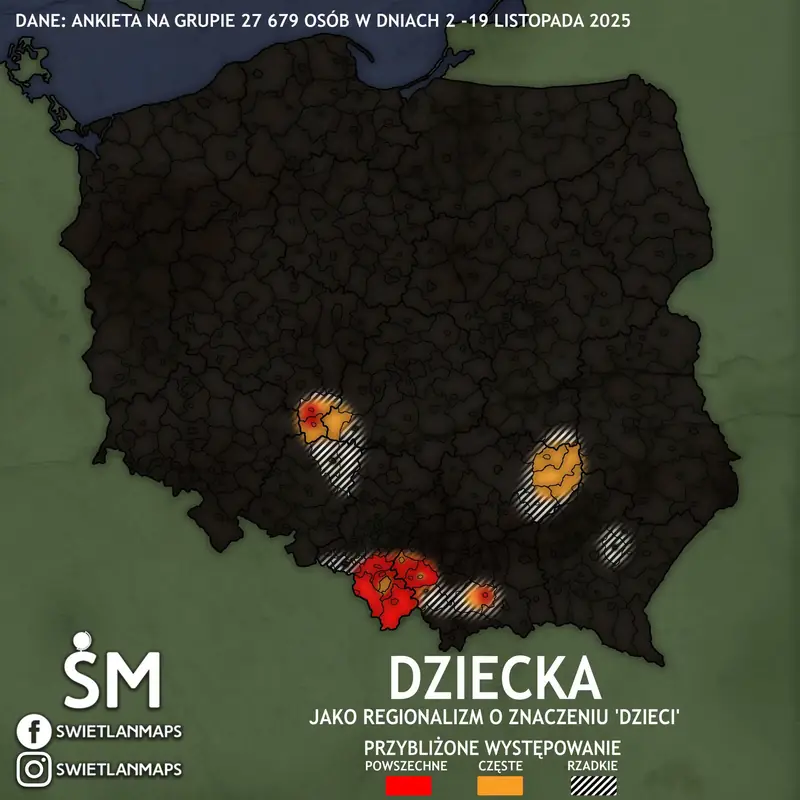 DANE: ANKIETA NA GRUPIE 27 679 OSÓB W DNIACH 2 -19 LISTOPADA 2025
ŚM
SWIETLANMAPS
SWIETLANMAPS
DZIECKA
JAKO REGIONALIZM O ZNACZENIU 'DZIECI'
PRZYBLIŻONE WYSTĘPOWANIE
POWSZECHNE CZĘSTE RZADKIE